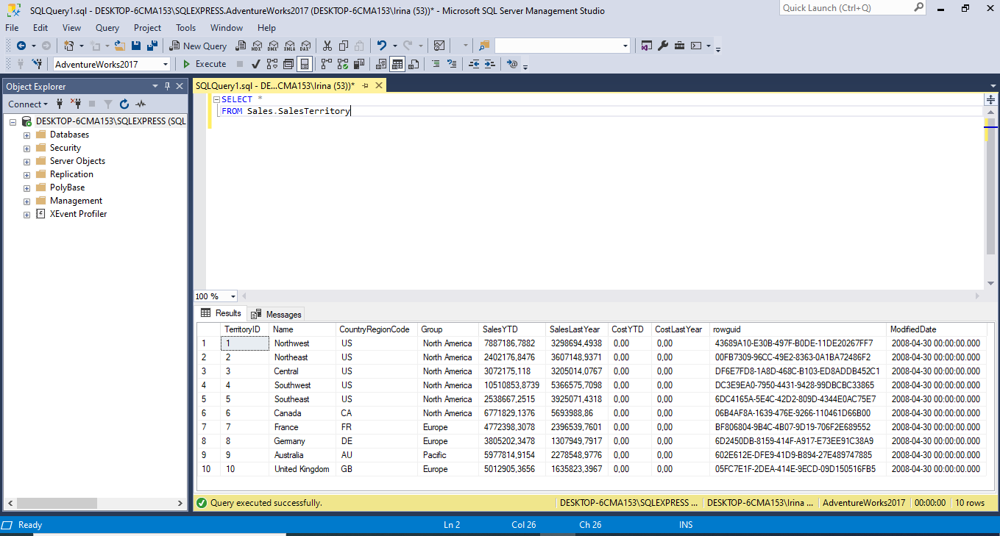 SQLQuery1.sql - DESKTOP-6CMA153\SQLEXPRESS.AdventureWorks2017 (DESKTOP-6CMA153\Irina (53))* - Microsoft SQL Server Management Studio
Quick Launch (Ctrl+Q)
File Edit View Query Project Tools Window Help
New Query MDX DMX XMLA DAX
AdventureWorks2017 Execute
Object Explorer
Connect
DESKTOP-6CMA153\SQLEXPRESS (SQL
Databases
Security
Server Objects
Replication
PolyBase
Management
XEvent Profiler
SQLQuery1.sql - DE...CMA153\Irina (53))*
SELECT *
FROM Sales.SalesTerritory
100 %
Results Messages
TerritoryID Name CountryRegionCode Group SalesYTD SalesLastYear CostYTD CostLastYear rowguid ModifiedDate
1 1 Northwest US North America 7887186,7882 3298694,4938 0,00 0,00 43689A10-E30B-497F-B0DE-11DE20267FF7 2008-04-30 00:00:00.000
2 2 Northeast US North America 2402176,8476 3607148,9371 0,00 0,00 00FB7309-96CC-49E2-8363-0A1BA72486F2 2008-04-30 00:00:00.000
3 3 Central US North America 3072175,118 3205014,0767 0,00 0,00 DF6E7FD8-1A8D-468C-B103-ED8ADDB452C1 2008-04-30 00:00:00.000
4 4 Southwest US North America 10510853,8739 5366575,7098 0,00 0,00 DC3E9EA0-7950-4431-9428-99DBCBC33865 2008-04-30 00:00:00.000
5 5 Southeast US North America 2538667,2515 3925071,4318 0,00 0,00 6DC4165A-5E4C-42D2-809D-4344E0AC75E7 2008-04-30 00:00:00.000
6 6 Canada CA North America 6771829,1376 5693988,86 0,00 0,00 06B4AF8A-1639-476E-9266-110461D66B00 2008-04-30 00:00:00.000
7 7 France FR Europe 4772398,3078 2396539,7601 0,00 0,00 BF806804-9B4C-4B07-9D19-706F2E689552 2008-04-30 00:00:00.000
8 8 Germany DE Europe 3805202,3478 1307949,7917 0,00 0,00 6D2450DB-8159-414F-A917-E73EE91C38A9 2008-04-30 00:00:00.000
9 9 Australia AU Pacific 5977814,9154 2278548,9776 0,00 0,00 602E612E-DFE9-41D9-B894-27E489747885 2008-04-30 00:00:00.000
10 10 United Kingdom GB Europe 5012905,3656 1635823,3967 0,00 0,00 05FC7E1F-2DEA-414E-9ECD-09D150516FB5 2008-04-30 00:00:00.000
Query executed successfully. DESKTOP-6CMA153\SQLEXPRESS ... DESKTOP-6CMA153\Irina ... AdventureWorks2017 00:00:00 10 rows
Ready Ln 2 Col 26 Ch 26 INS